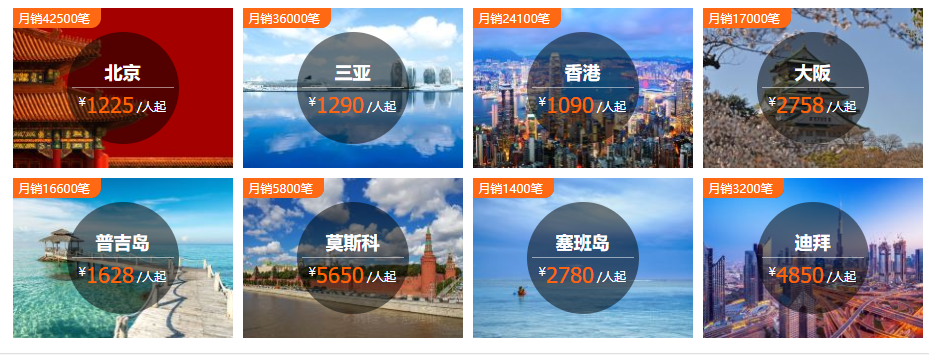 月销42500笔
北京
¥1225/人起
月销36000笔
三亚
¥1290/人起
月销24100笔
香港
¥1090/人起
月销17000笔
大阪
¥2758/人起
月销16600笔
普吉岛
¥1628/人起
月销5800笔
莫斯科
¥5650/人起
月销1400笔
塞班岛
¥2780/人起
月销3200笔
迪拜
¥4850/人起